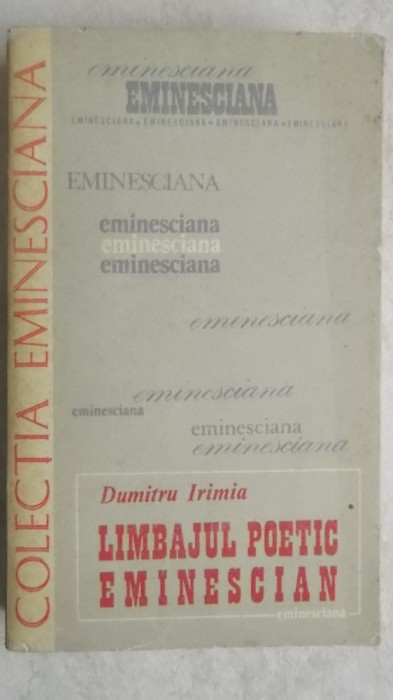 COLECȚIA EMINESCIANA
eminesciana
EMINESCIANA
EMINESCIANA • EMINESCIANA • EMINESCIANA • EMINESCIANA
EMINESCIANA
eminesciana
eminesciana
eminesciana
eminesciana
eminesciana
eminesciana
eminesciana
eminesciana
Dumitru Irimia
LIMBAJUL POETIC
EMINESCIAN
eminesciana